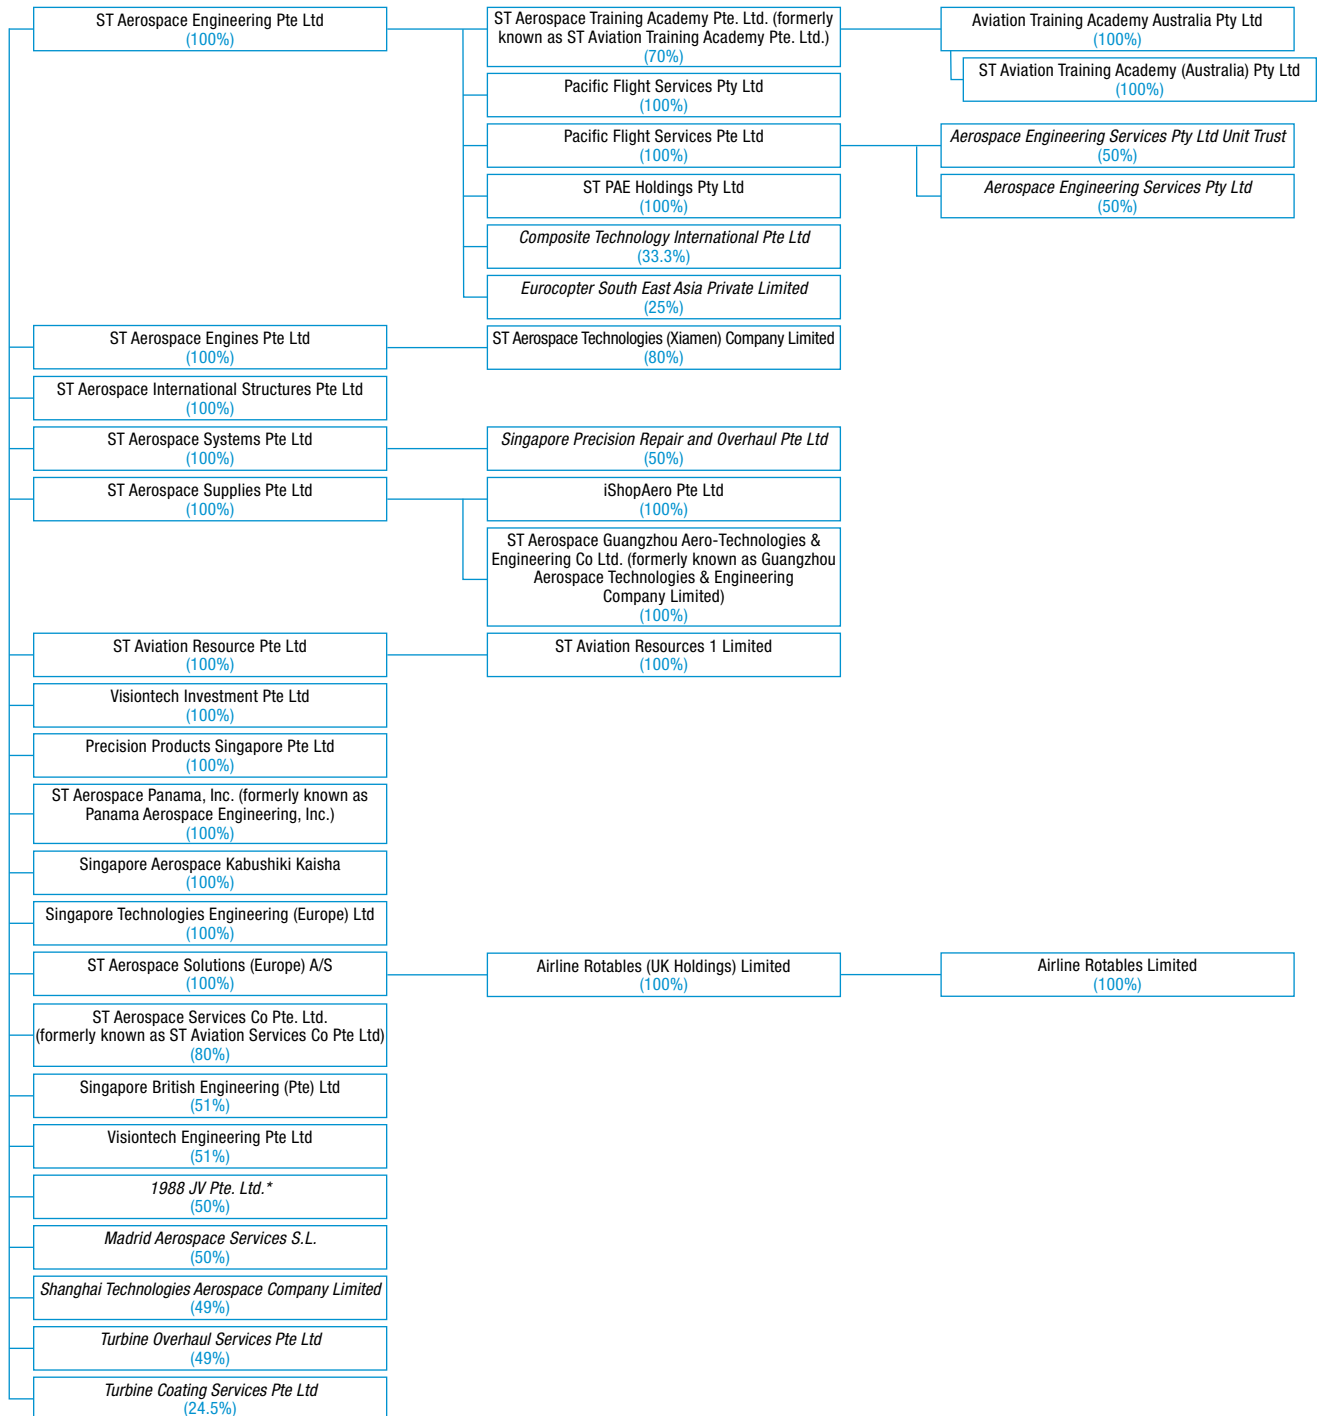 ST Aerospace Engineering Pte Ltd
(100%)
ST Aerospace Training Academy Pte. Ltd. (formerly
known as ST Aviation Training Academy Pte. Ltd.)
(70%)
Aviation Training Academy Australia Pty Ltd
(100%)
ST Aviation Training Academy (Australia) Pty Ltd
(100%)
Pacific Flight Services Pty Ltd
(100%)
Pacific Flight Services Pte Ltd
(100%)
Aerospace Engineering Services Pty Ltd Unit Trust
(50%)
Aerospace Engineering Services Pty Ltd
(50%)
ST PAE Holdings Pty Ltd
(100%)
Composite Technology International Pte Ltd
(33.3%)
Eurocopter South East Asia Private Limited
(25%)
ST Aerospace Engines Pte Ltd
(100%)
ST Aerospace Technologies (Xiamen) Company Limited
(80%)
ST Aerospace International Structures Pte Ltd
(100%)
ST Aerospace Systems Pte Ltd
(100%)
Singapore Precision Repair and Overhaul Pte Ltd
(50%)
ST Aerospace Supplies Pte Ltd
(100%)
iShopAero Pte Ltd
(100%)
ST Aerospace Guangzhou Aero-Technologies &
Engineering Co Ltd. (formerly known as Guangzhou
Aerospace Technologies & Engineering
Company Limited)
(100%)
ST Aviation Resource Pte Ltd
(100%)
ST Aviation Resources 1 Limited
(100%)
Visiontech Investment Pte Ltd
(100%)
Precision Products Singapore Pte Ltd
(100%)
ST Aerospace Panama, Inc. (formerly known as
Panama Aerospace Engineering, Inc.)
(100%)
Singapore Aerospace Kabushiki Kaisha
(100%)
Singapore Technologies Engineering (Europe) Ltd
(100%)
ST Aerospace Solutions (Europe) A/S
(100%)
Airline Rotables (UK Holdings) Limited
(100%)
Airline Rotables Limited
(100%)
ST Aerospace Services Co Pte. Ltd.
(formerly known as ST Aviation Services Co Pte Ltd)
(80%)
Singapore British Engineering (Pte) Ltd
(51%)
Visiontech Engineering Pte Ltd
(51%)
1988 JV Pte. Ltd.*
(50%)
Madrid Aerospace Services S.L.
(50%)
Shanghai Technologies Aerospace Company Limited
(49%)
Turbine Overhaul Services Pte Ltd
(49%)
Turbine Coating Services Pte Ltd
(24.5%)